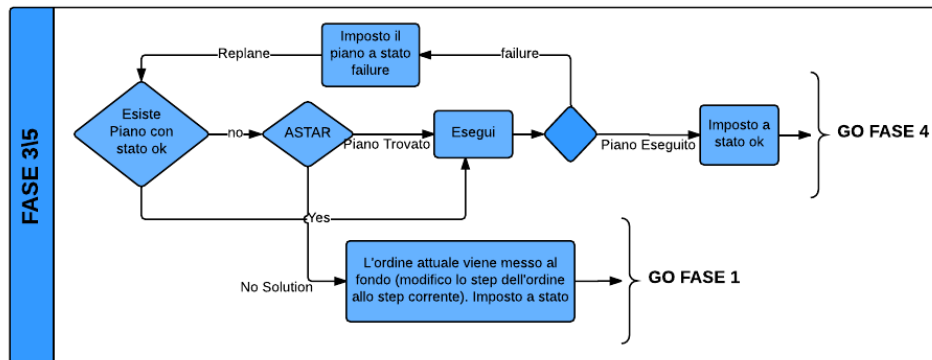 FASE 3\5
Imposto il
piano a stato
failure
Replane
failure
Esiste
Piano con
stato ok
no
ASTAR
Piano Trovato
Esegui
Piano Eseguito
Imposto a
stato ok
GO FASE 4
Yes
No Solution
L'ordine attuale viene messo al
fondo (modifico lo step dell'ordine
allo step corrente). Imposto a stato
GO FASE 1